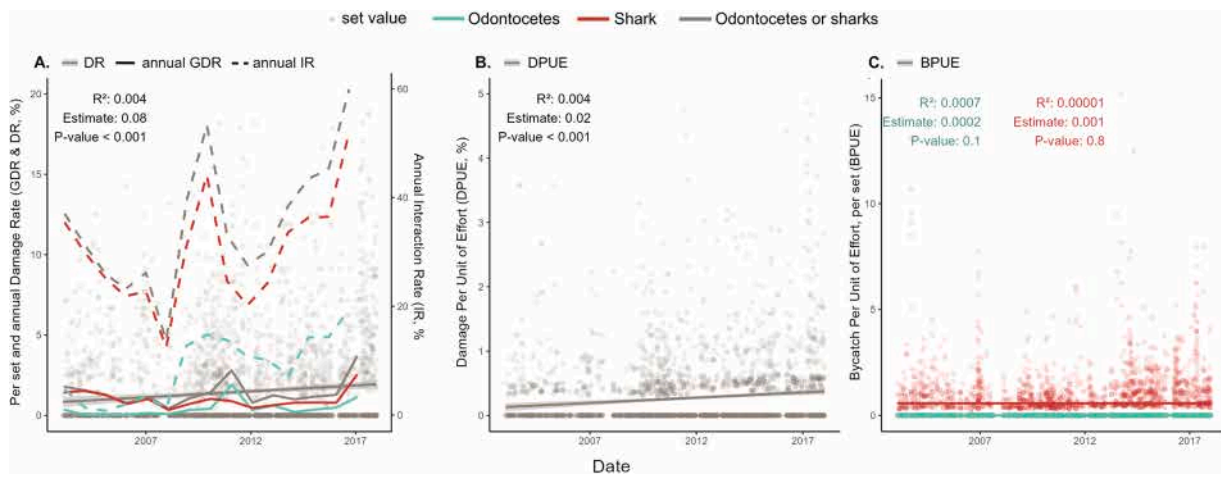 set value Odontocetes Shark Odontocetes or sharks
A. DR annual GDR annual IR
R²: 0.004
Estimate: 0.08
P-value < 0.001
Per set and annual Damage Rate (GDR & DR, %)
20
15
10
5
0
Annual Interaction Rate (IR, %
60
40
20
0
2007 2012 2017
B. DPUE
R²: 0.004
Estimate: 0.02
P-value < 0.001
Damage Per Unit of Effort (DPUE, %)
5
4
3
2
1
0
2007 2012 2017
C. BPUE
R²: 0.0007 R²: 0.00001
Estimate: 0.0002 Estimate: 0.001
P-value: 0.1 P-value: 0.8
Bycatch Per Unit of Effort, per set (BPUE)
15
10
5
0
2007 2012 2017
Date